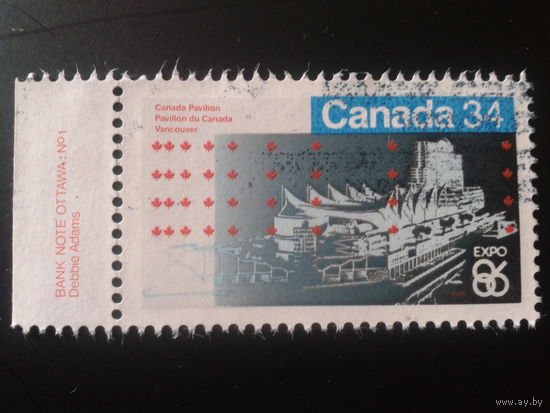 Canada Pavilion
Pavillon du Canada
Vancouver
Canada 34
EXPO
86
BANK NOTE OTTAWA: Nº1
Debbie Adams
www.ay.by